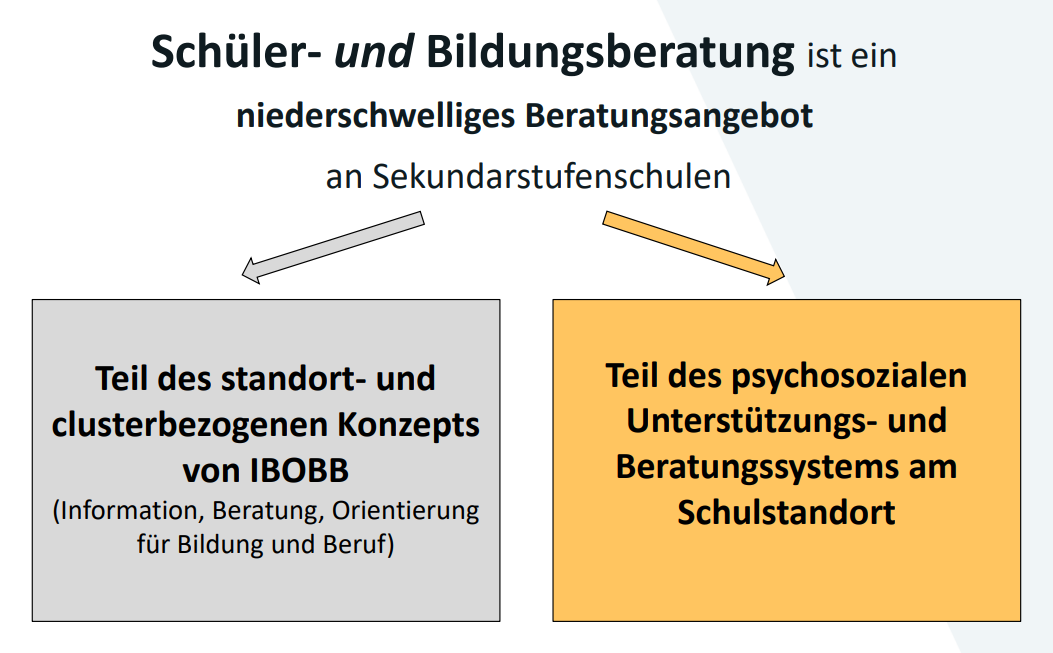 Schüler- und Bildungsberatung ist ein
niederschwelliges Beratungsangebot
an Sekundarstufenschulen
Teil des standort- und
clusterbezogenen Konzepts
von IBOBB
(Information, Beratung, Orientierung
für Bildung und Beruf)
Teil des psychosozialen
Unterstützungs- und
Beratungssystems am
Schulstandort